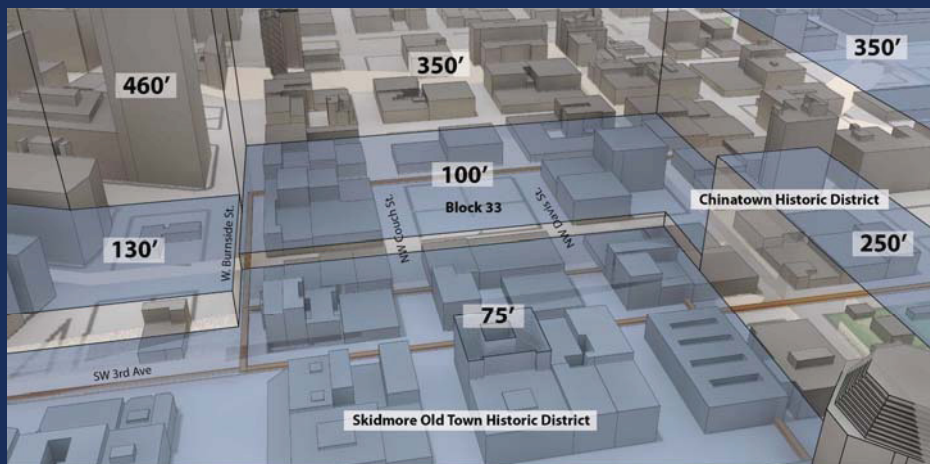 350’
350’
460’
100’
Chinatown Historic District
Block 33
NW Davis St.
NW Couch St.
W. Burnside St.
130’
250’
75’
SW 3rd Ave
Skidmore Old Town Historic District